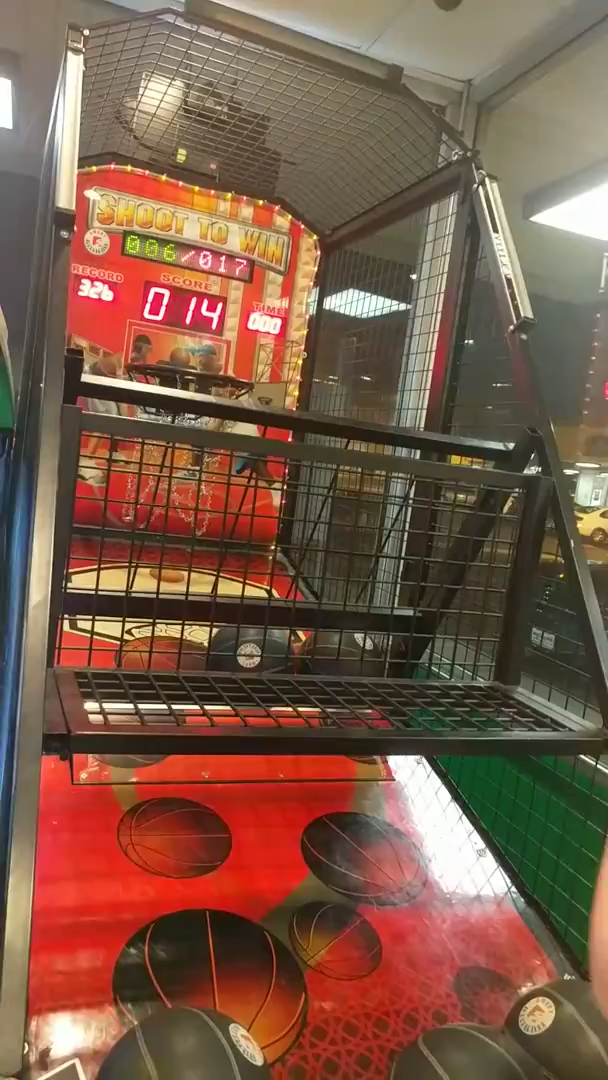 SHOOT TO WIN
006/017
RECORD
326
SCORE
014
TIME
000